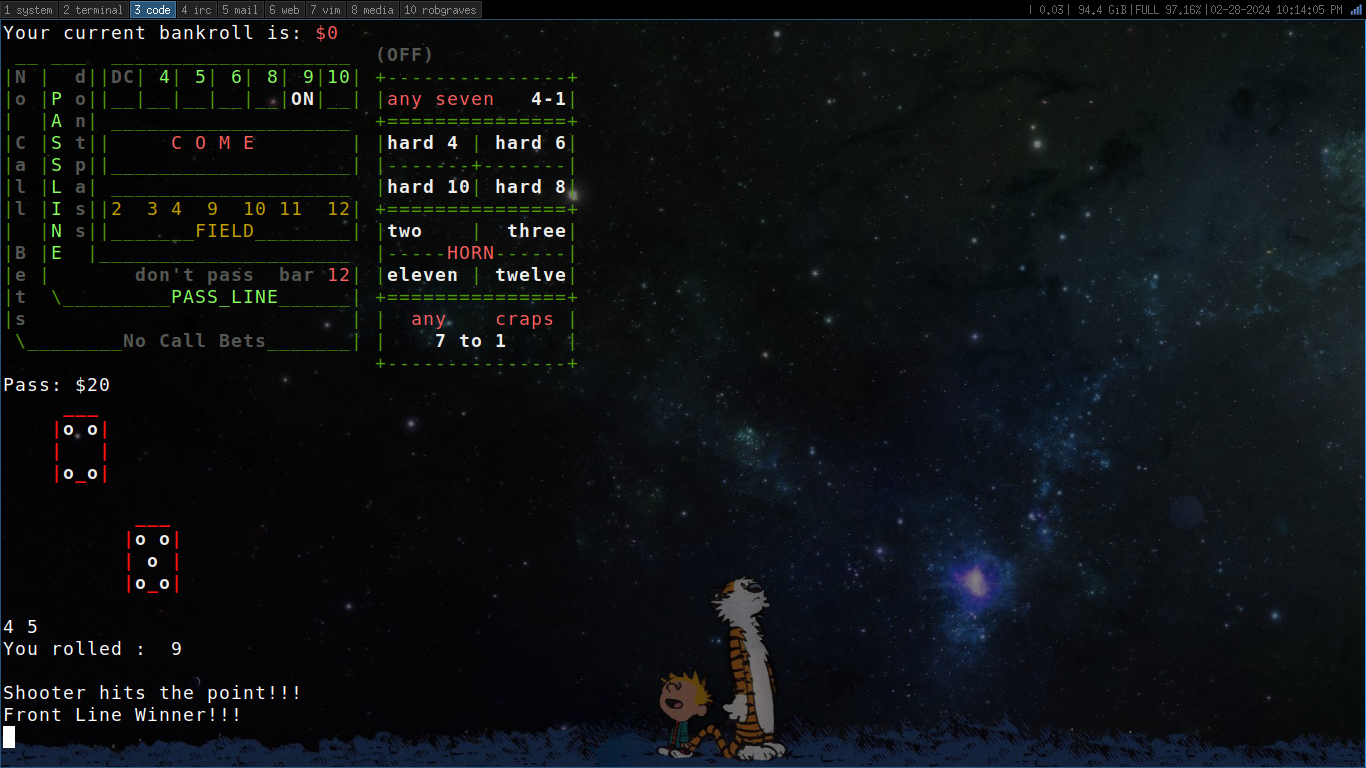 1 system 2 terminal 3 code 4 irc 5 mail 6 web 7 vim 8 media 10 robgraves | 0.03| 94.4 GiB|FULL 97.16%|02-28-2024 10:14:05 PM
Your current bankroll is: $0
(OFF)
N d DC 4 5 6 8 9 10
o P o ON any seven 4-1
A n
C S t C O M E hard 4 hard 6
a S p
l L a hard 10 hard 8
l I s 2 3 4 9 10 11 12
N s FIELD two three
B E HORN
e don't pass bar 12 eleven twelve
t PASS_LINE
s any craps
No Call Bets 7 to 1
Pass: $20
o o
o o
o o
o
o o
4 5
You rolled : 9
Shooter hits the point!!!
Front Line Winner!!!